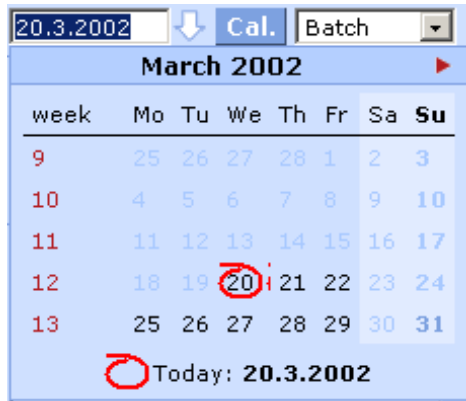 20.3.2002 Cal. Batch
March 2002
week Mo Tu We Th Fr Sa Su
9 25 26 27 28 1 2 3
10 4 5 6 7 8 9 10
11 11 12 13 14 15 16 17
12 18 19 20 21 22 23 24
13 25 26 27 28 29 30 31
Today: 20.3.2002